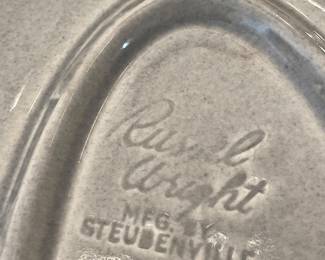 Russel
Wright
MFG. BY
STEUBENVILLE